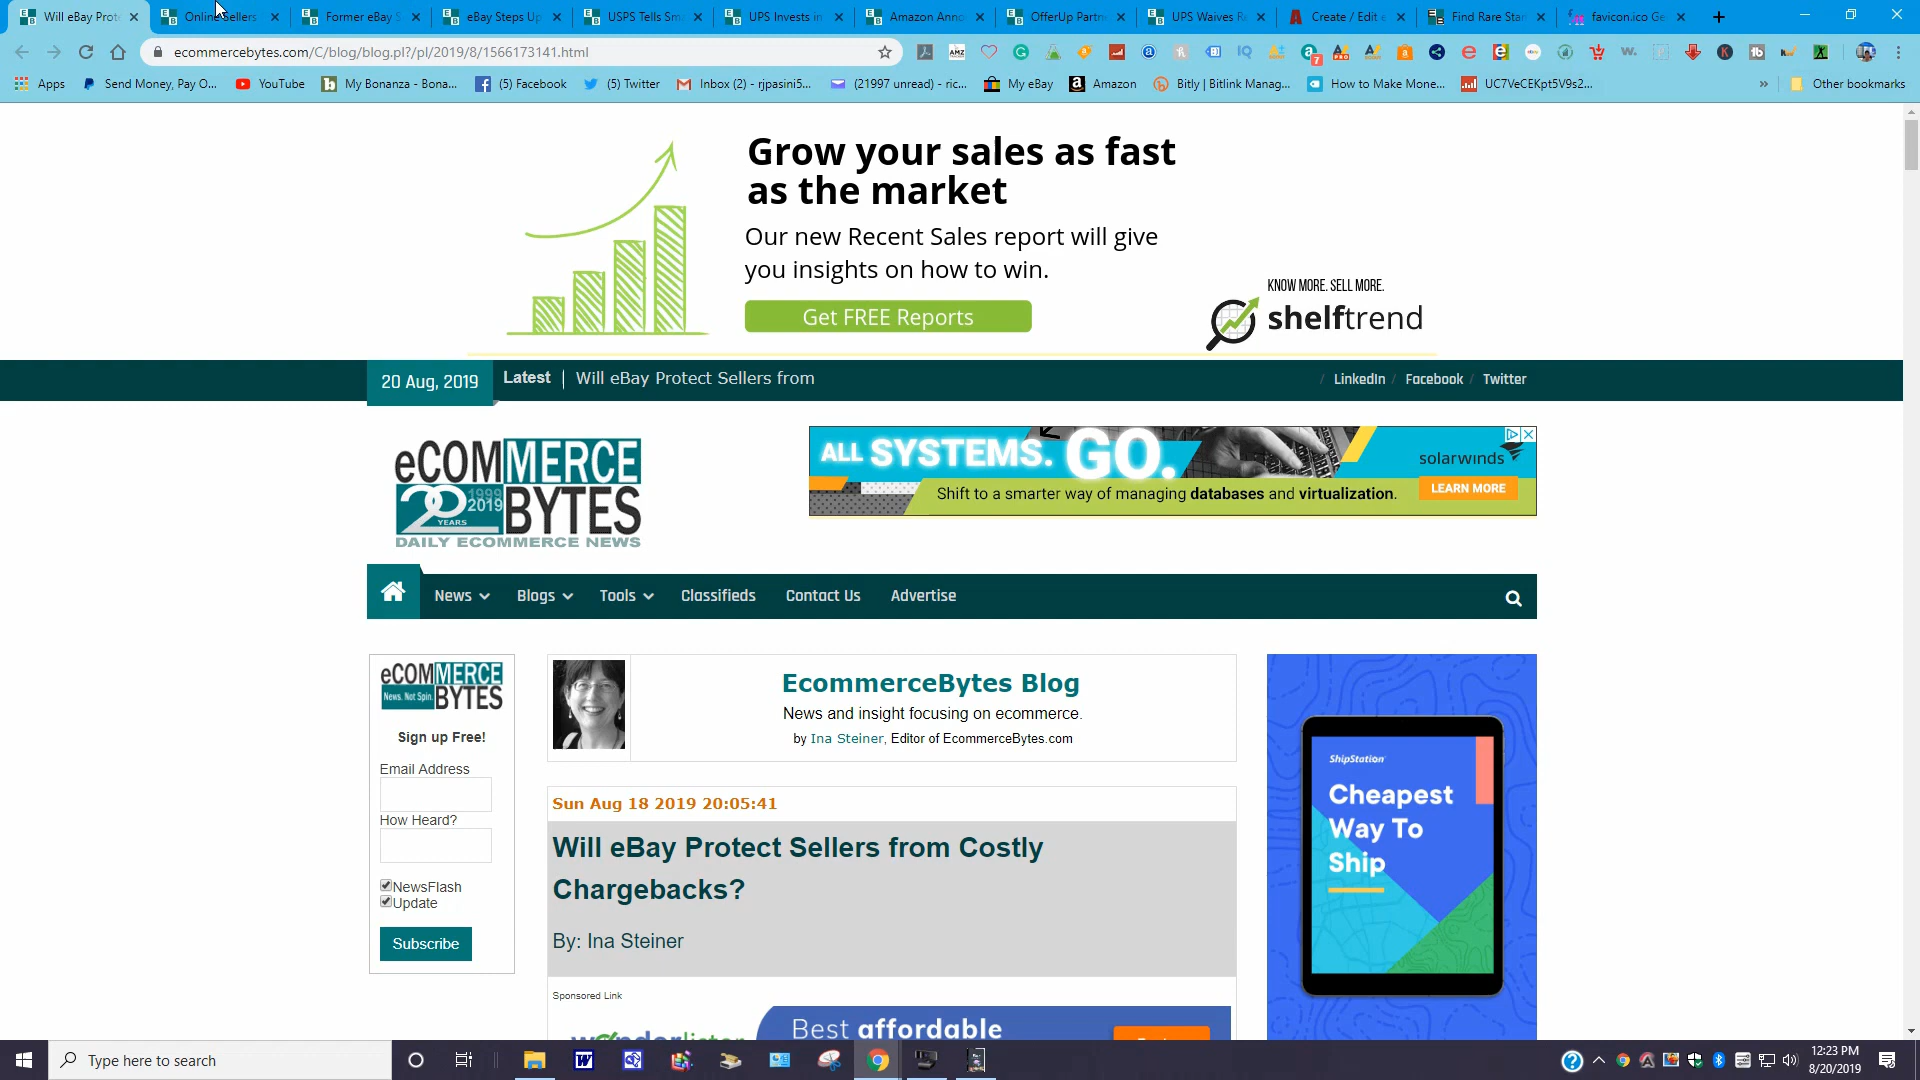 Will eBay Prote
Online Sellers
Former eBay S
eBay Steps Up
USPS Tells Sma
UPS Invests in
Amazon Anno
OfferUp Partn
UPS Waives R
Create / Edit e
Find Rare Star
favicon.ico Ge
ecommercebytes.com/C/blog/blog.pl?/pl/2019/8/1566173141.html
Apps
Send Money, Pay O...
YouTube
My Bonanza - Bona...
(5) Facebook
(5) Twitter
Inbox (2) - rjpasini5...
(21997 unread) - ric...
My eBay
Amazon
Bitly | Bitlink Manag...
How to Make Mone...
UC7VeCEKpt5V9s2...
Other bookmarks
Grow your sales as fast
as the market
Our new Recent Sales report will give
you insights on how to win.
Get FREE Reports
KNOW MORE. SELL MORE.
shelftrend
20 Aug, 2019
Latest | Will eBay Protect Sellers from
/ LinkedIn / Facebook / Twitter
eCOMMERCE
20 YEARS 1999 2019 BYTES
DAILY ECOMMERCE NEWS
ALL SYSTEMS. GO.
solarwinds
Shift to a smarter way of managing databases and virtualization.
LEARN MORE
News
Blogs
Tools
Classifieds
Contact Us
Advertise
eCOMMERCE
News. Not Spin. BYTES
Sign up Free!
Email Address
How Heard?
NewsFlash
Update
Subscribe
EcommerceBytes Blog
News and insight focusing on ecommerce.
by Ina Steiner, Editor of EcommerceBytes.com
Sun Aug 18 2019 20:05:41
Will eBay Protect Sellers from Costly
Chargebacks?
By: Ina Steiner
Sponsored Link
Best affordable
ShipStation
Cheapest
Way To
Ship
Type here to search
12:23 PM
8/20/2019